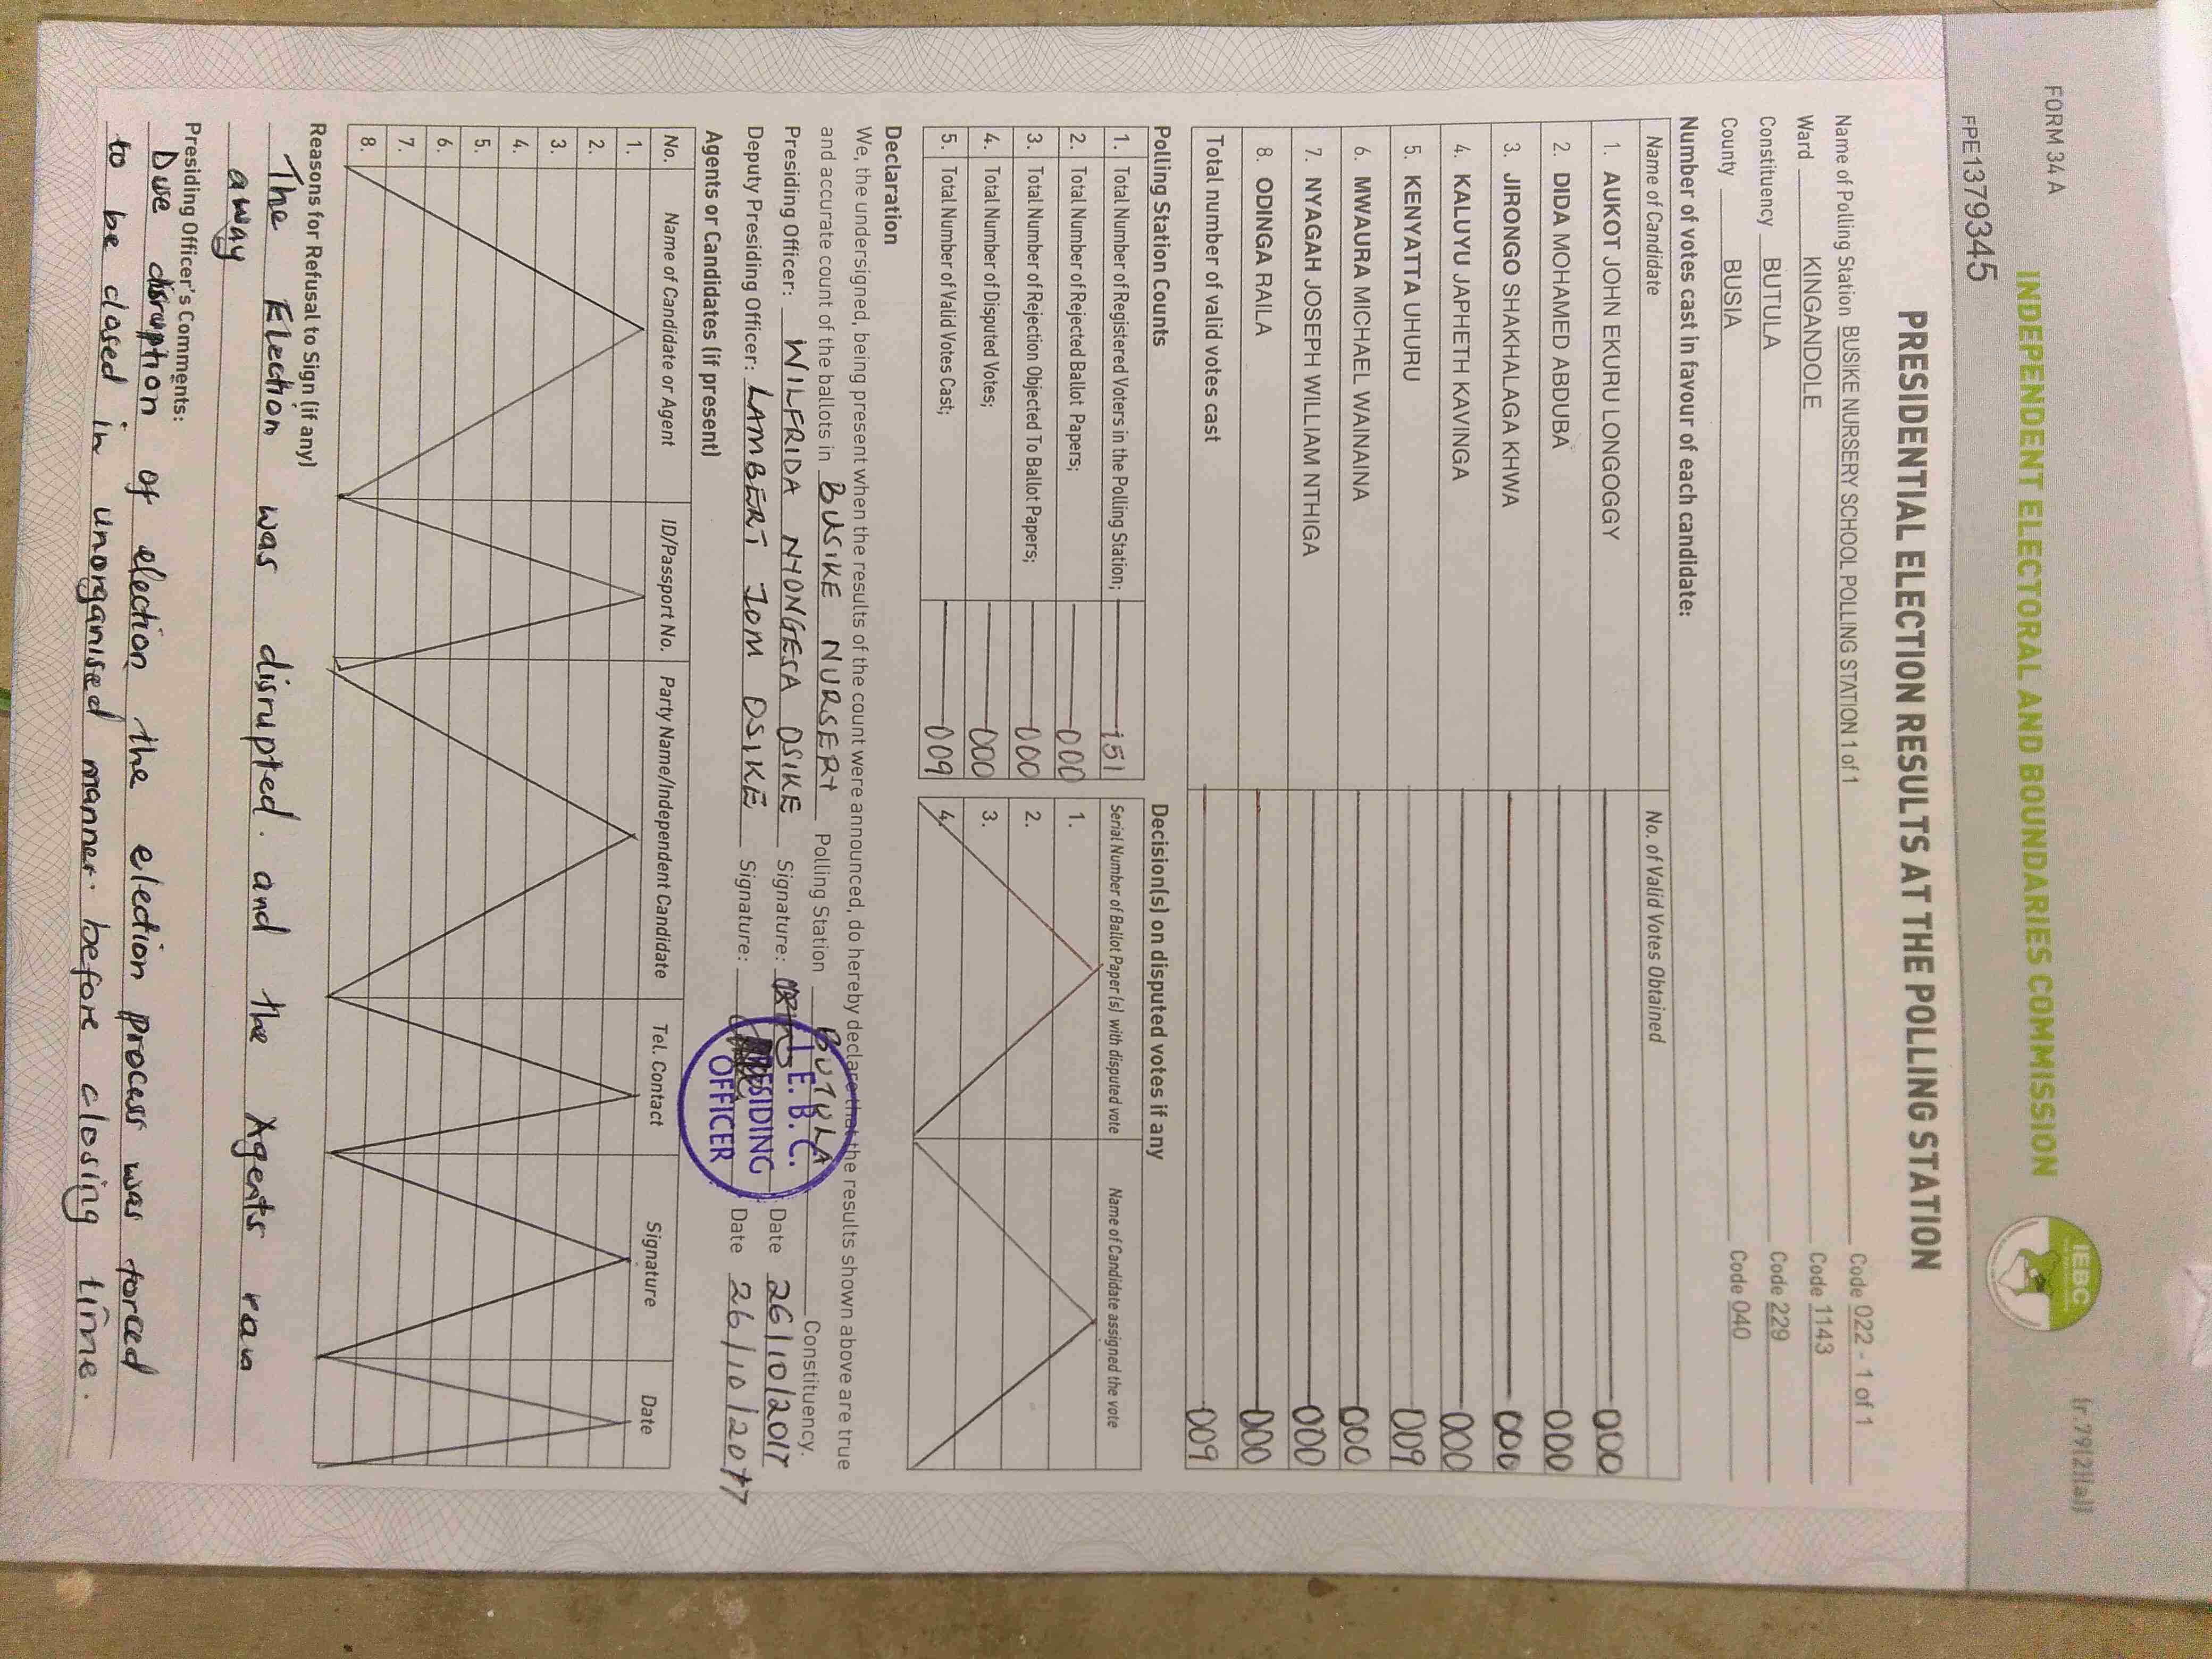 FORM 34 A
(r.79(2)(a))
INDEPENDENT ELECTORAL AND BOUNDARIES COMMISSION
IEBC
FPE1379345
PRESIDENTIAL ELECTION RESULTS AT THE POLLING STATION
Name of Polling Station BUSIKE NURSERY SCHOOL POLLING STATION 1 of 1 Code 022 - 1 of 1
Ward KINGANDOLE Code 1143
Constituency BUTULA Code 229
County BUSIA Code 040
Number of votes cast in favour of each candidate:
Name of Candidate No. of Valid Votes Obtained
1. AUKOT JOHN EKURU LONGOGGY 000
2. DIDA MOHAMED ABDUBA 000
3. JIRONGO SHAKHALAGA KHWA 000
4. KALUYU JAPHETH KAVINGA 000
5. KENYATTA UHURU 009
6. MWAURA MICHAEL WAINAINA 000
7. NYAGAH JOSEPH WILLIAM NTHIGA 000
8. ODINGA RAILA 000
Total number of valid votes cast 009
Polling Station Counts
1. Total Number of Registered Voters in the Polling Station; 151
2. Total Number of Rejected Ballot Papers; 000
3. Total Number of Rejection Objected To Ballot Papers; 000
4. Total Number of Disputed Votes; 000
5. Total Number of Valid Votes Cast; 009
Decision(s) on disputed votes if any
Serial Number of Ballot Paper (s) with disputed vote Name of Candidate assigned the vote
1.
2.
3.
4.
Declaration
We, the undersigned, being present when the results of the count were announced, do hereby declare that the results shown above are true
and accurate count of the ballots in BUSIKE NURSERY Polling Station BUTULA Constituency.
Presiding Officer: WILFRIDA NYONGESA OSIKE Signature: Date 26/10/2017
Deputy Presiding Officer: LAMBERT TOM OSIKE Signature: Date 26/10/2017
I. E. B. C.
PRESIDING
OFFICER
Agents or Candidates (if present)
No. Name of Candidate or Agent ID/Passport No. Party Name/Independent Candidate Tel. Contact Signature Date
1.
2.
3.
4.
5.
6.
7.
8.
Reasons for Refusal to Sign (if any)
The Election was disrupted. and the Agents ran
away
Presiding Officer's Comments:
Due disruption of election the election process was forced
to be closed in unorganised manner. before closing time.